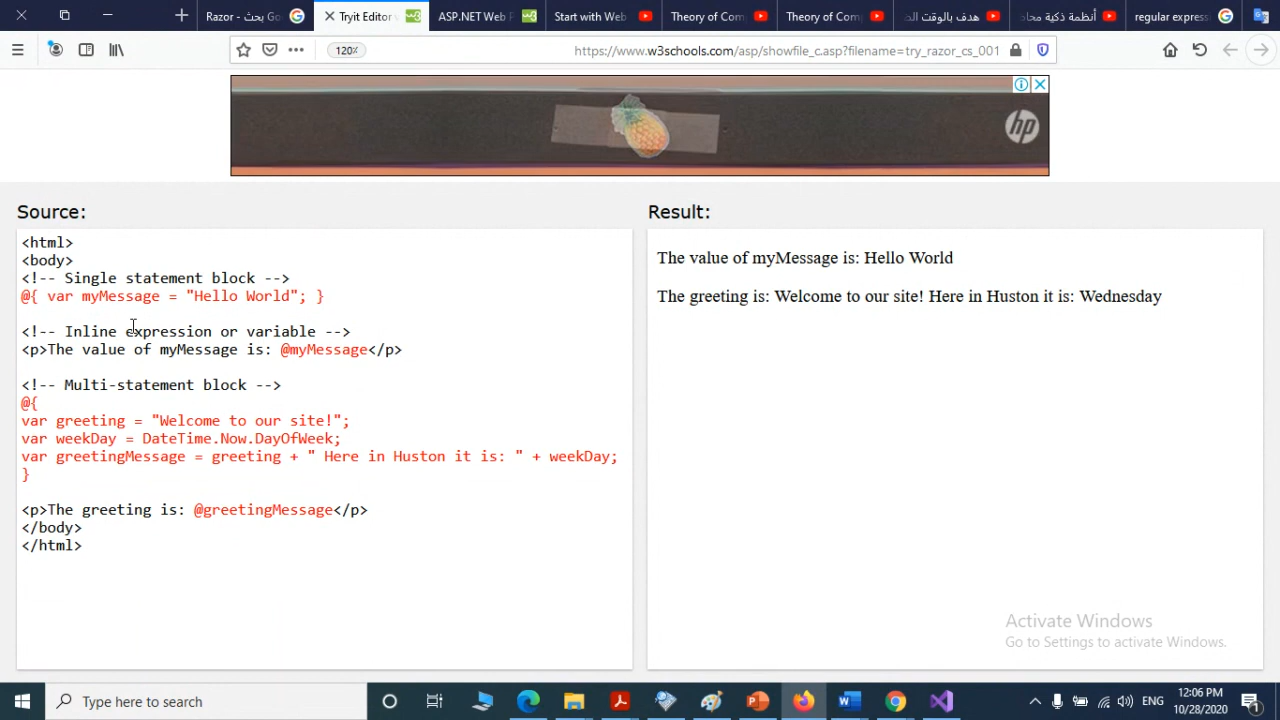 Razor - بحث Go
Tryit Editor
ASP.NET Web P
Start with Web
Theory of Comp
Theory of Comp
هدف بالوقت الض
أنظمة ذكية محاد
regular express
120%
https://www.w3schools.com/asp/showfile_c.asp?filename=try_razor_cs_001
hp
Source:
<html>
<body>
<!-- Single statement block -->
@{ var myMessage = "Hello World"; }
<!-- Inline expression or variable -->
<p>The value of myMessage is: @myMessage</p>
<!-- Multi-statement block -->
@{
var greeting = "Welcome to our site!";
var weekDay = DateTime.Now.DayOfWeek;
var greetingMessage = greeting + " Here in Huston it is: " + weekDay;
}
<p>The greeting is: @greetingMessage</p>
</body>
</html>
Result:
The value of myMessage is: Hello World
The greeting is: Welcome to our site! Here in Huston it is: Wednesday
Activate Windows
Go to Settings to activate Windows.
Type here to search
ENG
12:06 PM
10/28/2020